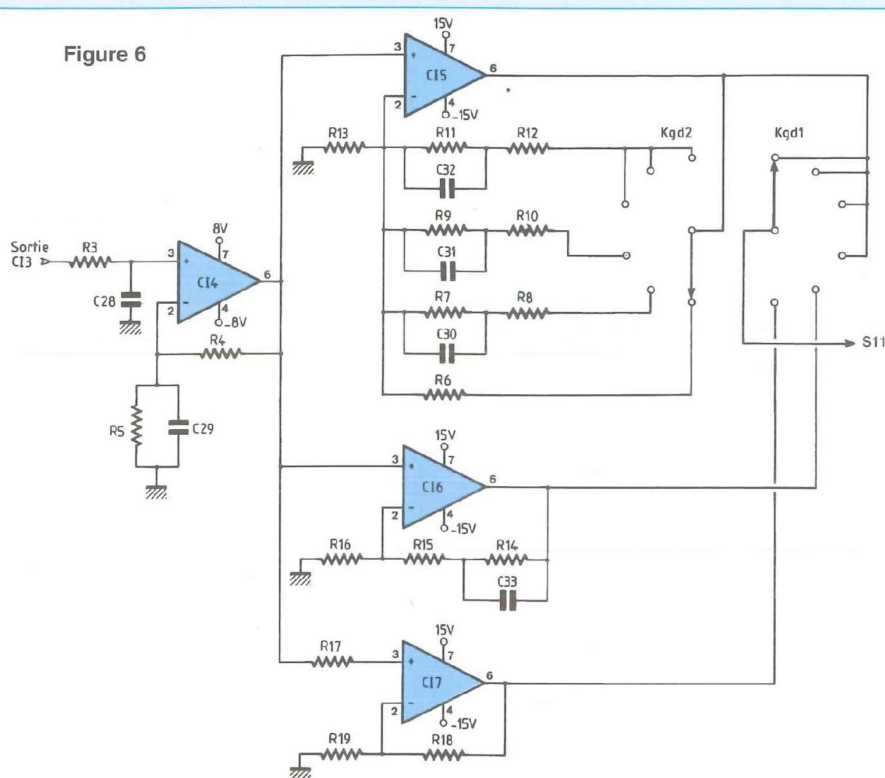 Figure 6
15V
3
+
7
CI5
6
2
-
4
-15V
R13
R11
R12
Kgd2
Kgd1
C32
R9
R10
Sortie
CI3
R3
8V
3
+
7
CI4
6
C31
C28
2
-
4
-8V
R7
R8
R4
C30
S11
R6
R5
C29
15V
3
+
7
CI6
6
2
-
4
-15V
R16
R15
R14
C33
15V
R17
3
+
7
CI7
6
2
-
4
-15V
R19
R18